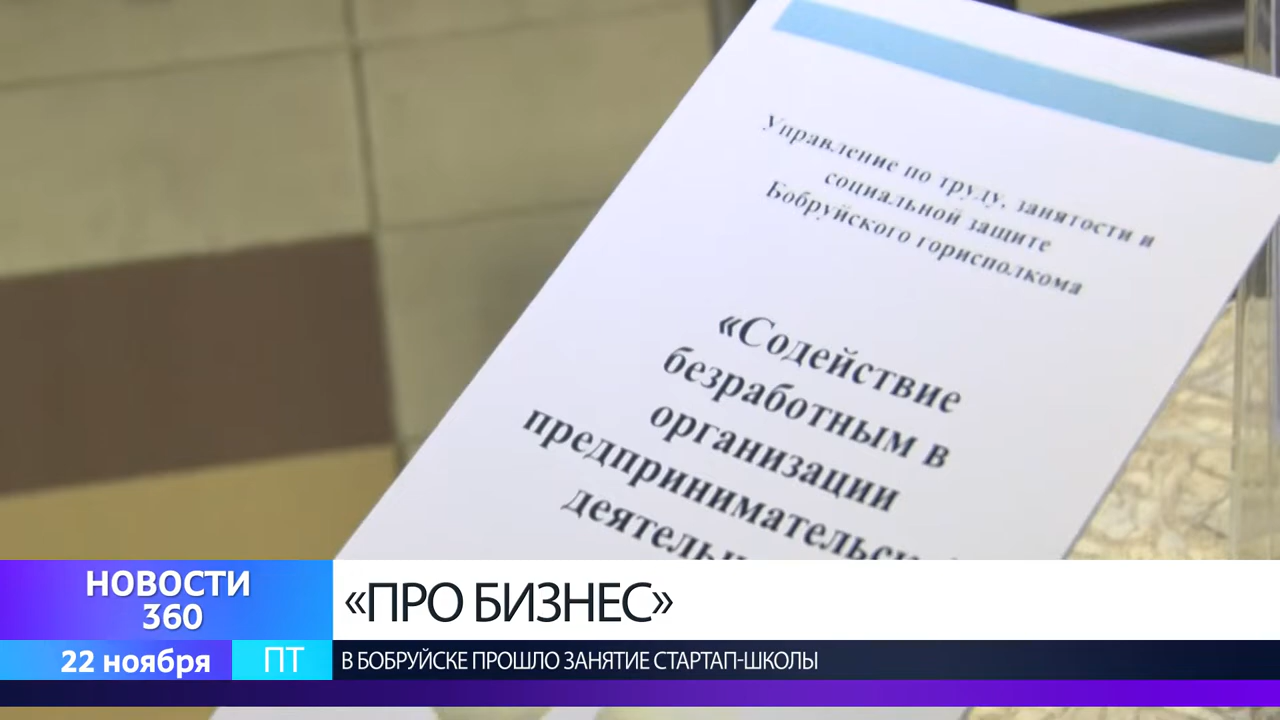 Управление по труду, занятости и
социальной защите
Бобруйского горисполкома
«Содействие
безработным в
организации
НОВОСТИ
360
«ПРО БИЗНЕС»
22 ноября
ПТ
В БОБРУЙСКЕ ПРОШЛО ЗАНЯТИЕ СТАРТАП-ШКОЛЫ